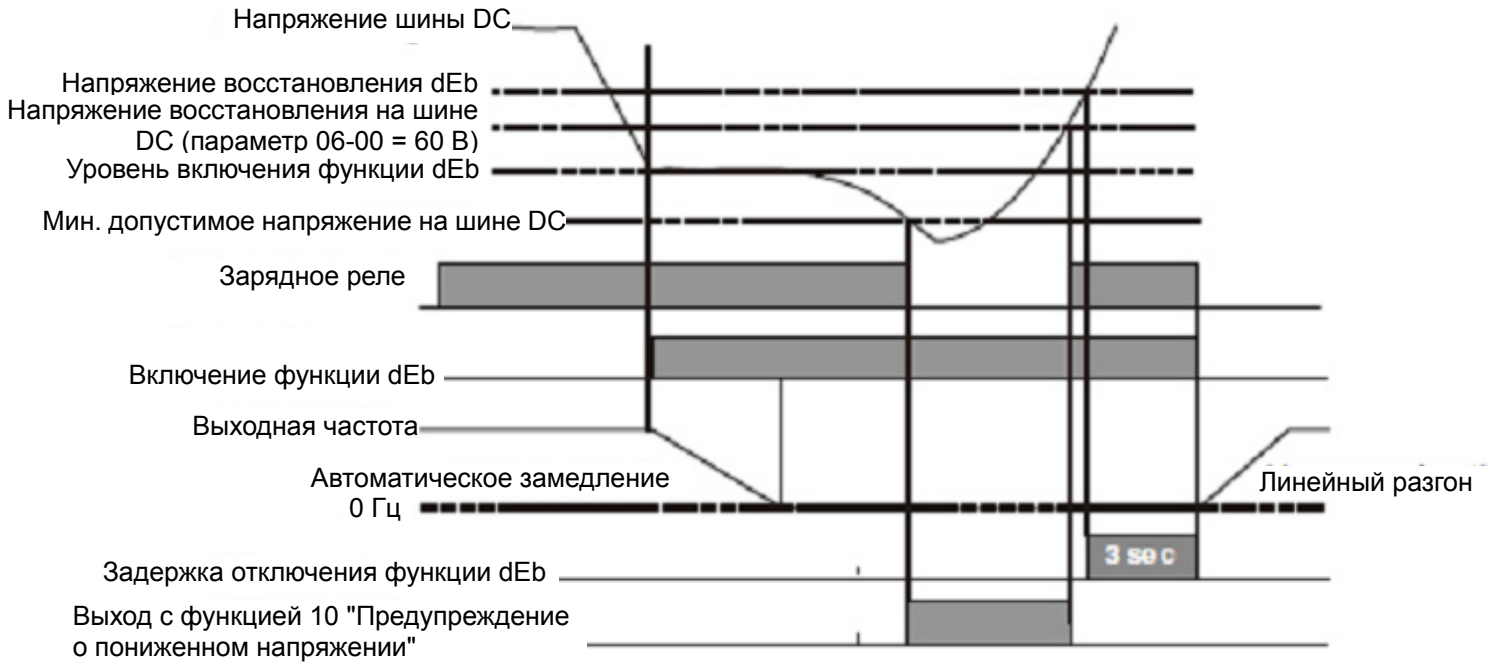 Напряжение шины DC
Напряжение восстановления dEb
Напряжение восстановления на шине
DC (параметр 06-00 = 60 В)
Уровень включения функции dEb
Мин. допустимое напряжение на шине DC
Зарядное реле
Включение функции dEb
Выходная частота
Автоматическое замедление
0 Гц
Линейный разгон
3 sec
Задержка отключения функции dEb
Выход с функцией 10 "Предупреждение
о пониженном напряжении"